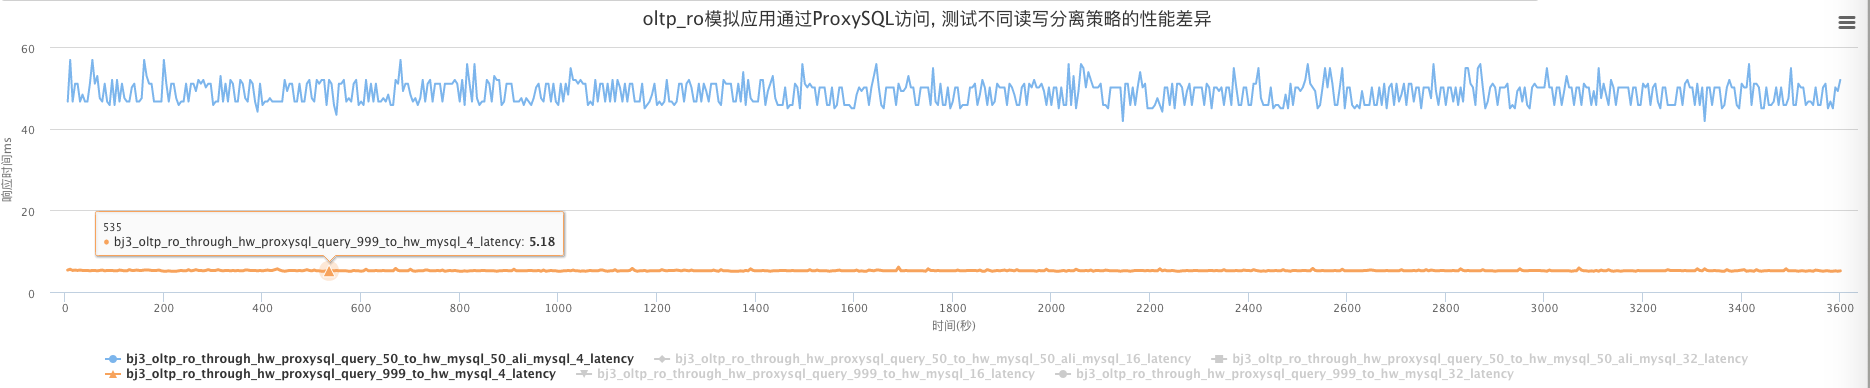 oltp_ro模拟应用通过ProxySQL访问, 测试不同读写分离策略的性能差异
60
40
20
0
响应时间ms
535
bj3_oltp_ro_through_hw_proxysql_query_999_to_hw_mysql_4_latency: 5.18
0 200 400 600 800 1000 1200 1400 1600 1800 2000 2200 2400 2600 2800 3000 3200 3400 3600
时间(秒)
bj3_oltp_ro_through_hw_proxysql_query_50_to_hw_mysql_50_ali_mysql_4_latency bj3_oltp_ro_through_hw_proxysql_query_50_to_hw_mysql_50_ali_mysql_16_latency bj3_oltp_ro_through_hw_proxysql_query_50_to_hw_mysql_50_ali_mysql_32_latency
bj3_oltp_ro_through_hw_proxysql_query_999_to_hw_mysql_4_latency bj3_oltp_ro_through_hw_proxysql_query_999_to_hw_mysql_16_latency bj3_oltp_ro_through_hw_proxysql_query_999_to_hw_mysql_32_latency